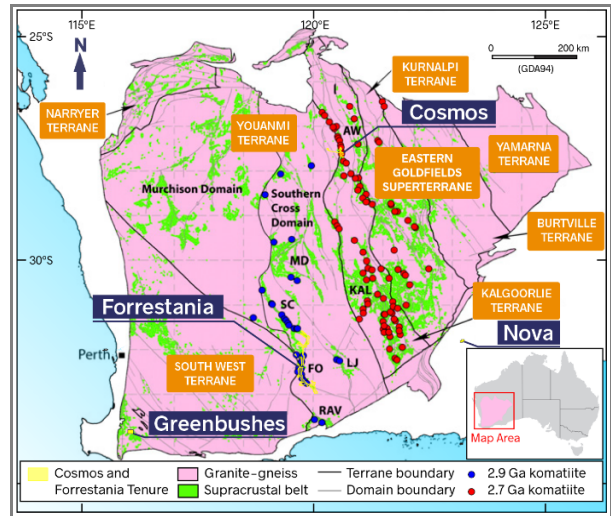 115°E
120°E
125°E
25°S
N
0
200 km
(GDA94)
KURNALPI
TERRANE
NARRYER
TERRANE
I
AW
Cosmos
YOUANMI
TERRANE
EASTERN
GOLDFIELDS
SUPERTERRANE
YAMARNA
TERRANE
Murchison Domain
Southern
Cross
Domain
BURTVILLE
TERRANE
30°S
MD
KAL
KALGOORLIE
TERRANE
Forrestania
SC
Nova
Perth
SOUTH WEST
TERRANE
FO
LJ
Greenbushes
RAV
Map Area
Cosmos and
Forrestania Tenure
Granite-gneiss
Supracrustal belt
Terrane boundary
Domain boundary
2.9 Ga komatiite
2.7 Ga komatiite